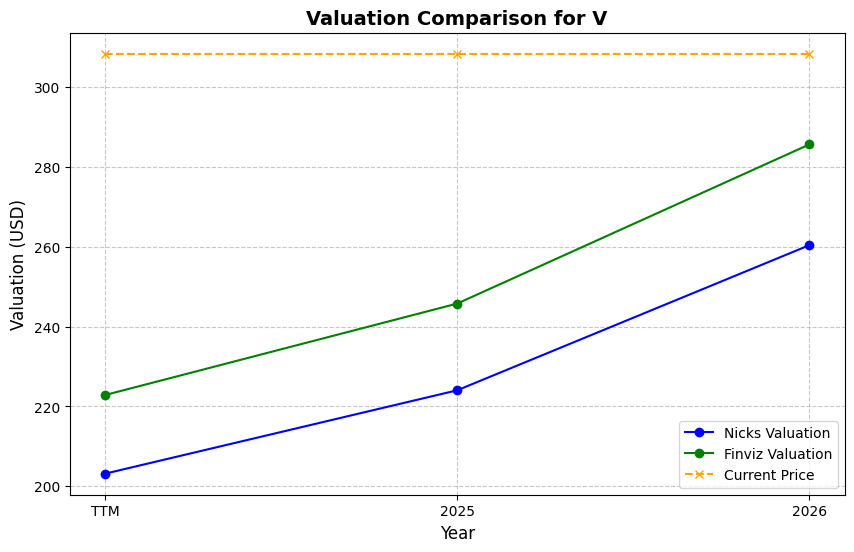 Valuation Comparison for V
Valuation (USD)
300
280
260
240
220
200
TTM
2025
2026
Year
Nicks Valuation
Finviz Valuation
Current Price